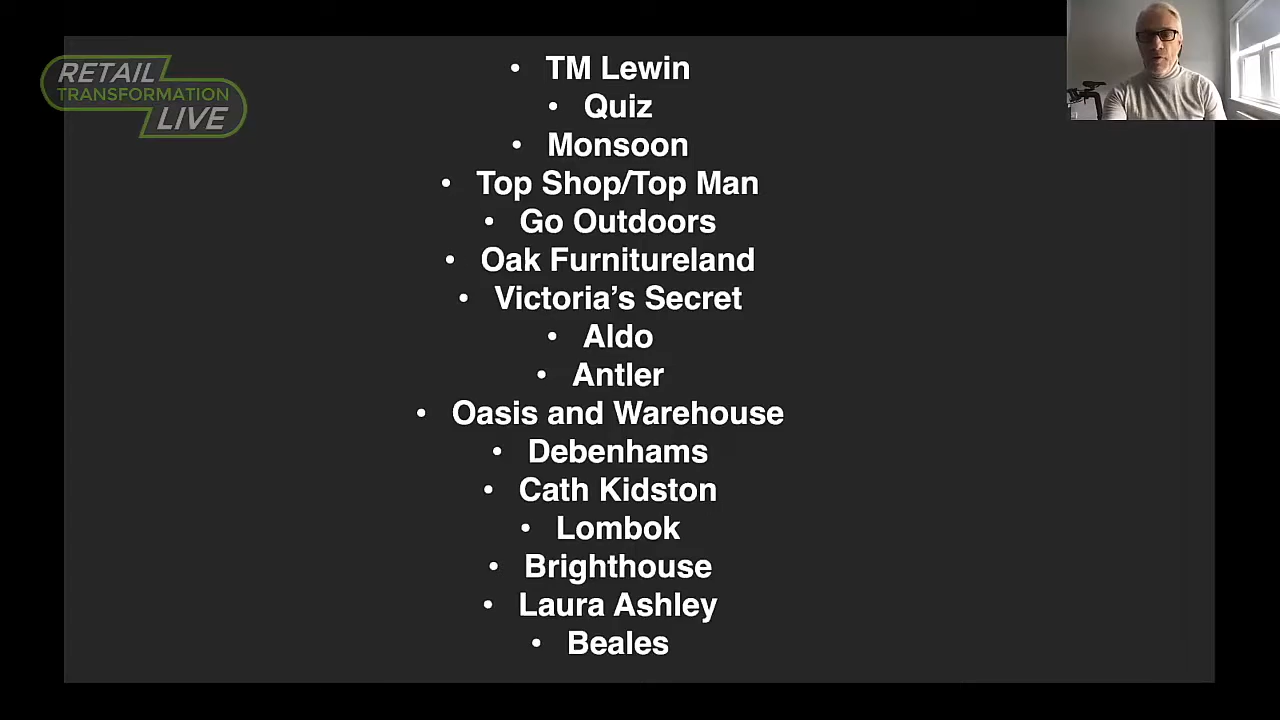 RETAIL
TRANSFORMATION
LIVE
• TM Lewin
• Quiz
• Monsoon
• Top Shop/Top Man
• Go Outdoors
• Oak Furnitureland
• Victoria’s Secret
• Aldo
• Antler
• Oasis and Warehouse
• Debenhams
• Cath Kidston
• Lombok
• Brighthouse
• Laura Ashley
• Beales